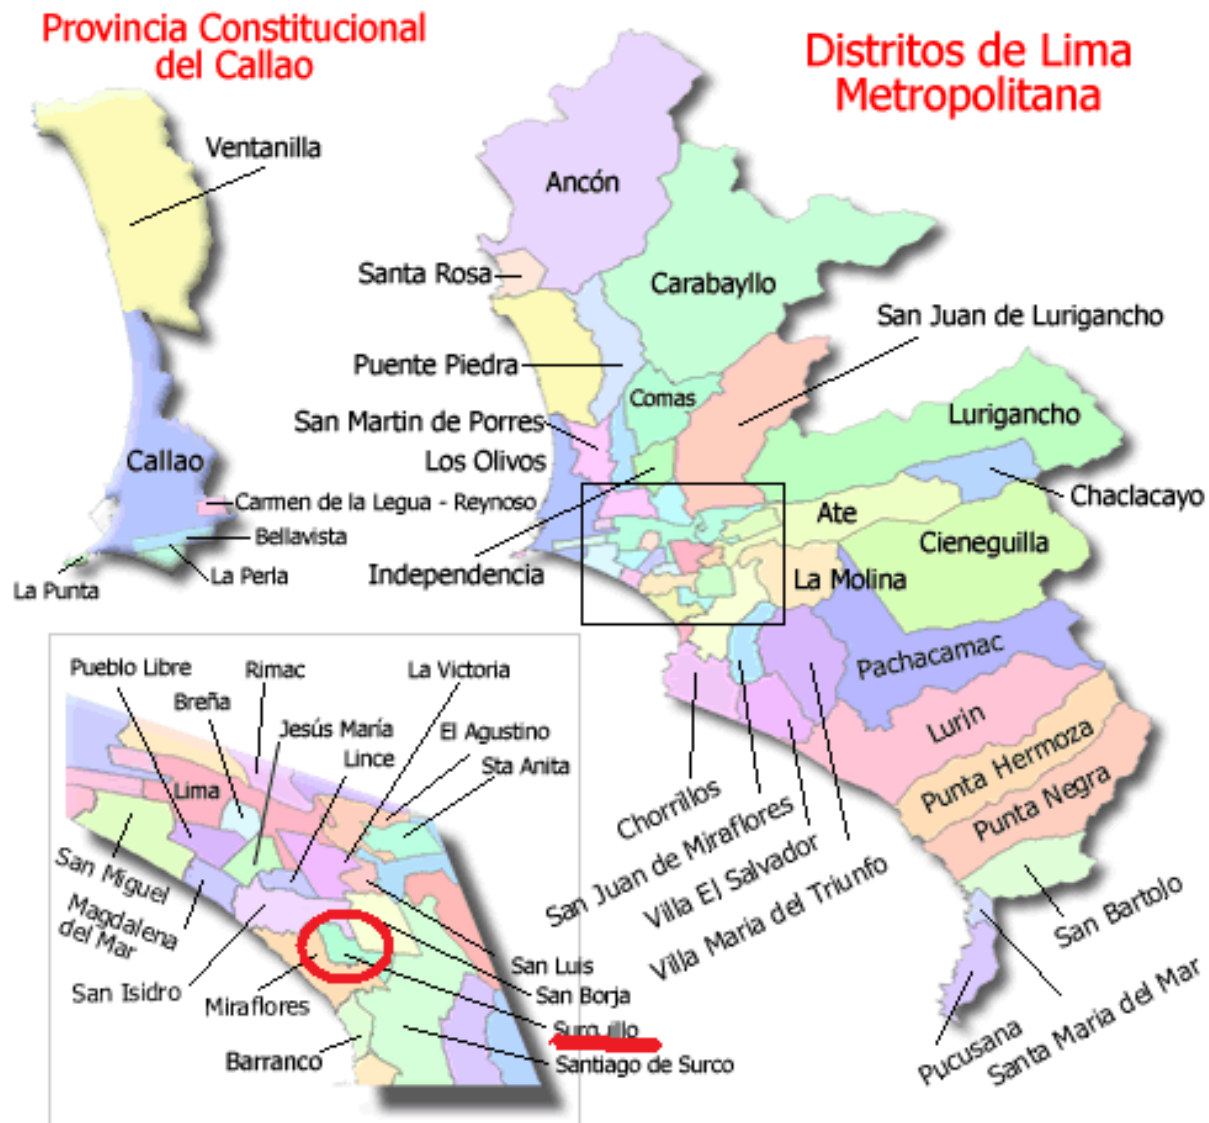 Provincia Constitucional
del Callao
Distritos de Lima
Metropolitana
Ventanilla
Ancón
Santa Rosa
Carabayllo
San Juan de Lurigancho
Puente Piedra
Comas
Lurigancho
San Martin de Porres
Los Olivos
Callao
Carmen de la Legua - Reynoso
Chaclacayo
Ate
Bellavista
Cieneguilla
La Perla
La Punta
Independencia
La Molina
Pachacamac
Pueblo Libre
Rimac
La Victoria
Breña
Jesús María
El Agustino
Lince
Sta Anita
Lima
San Miguel
Magdalena
del Mar
San Isidro
Miraflores
San Luis
San Borja
Surquillo
Barranco
Santiago de Surco
Lurin
Punta Hermoza
Punta Negra
Chorrillos
San Juan de Miraflores
Villa El Salvador
Villa Maria del Triunfo
San Bartolo
Santa Maria del Mar
Pucusana